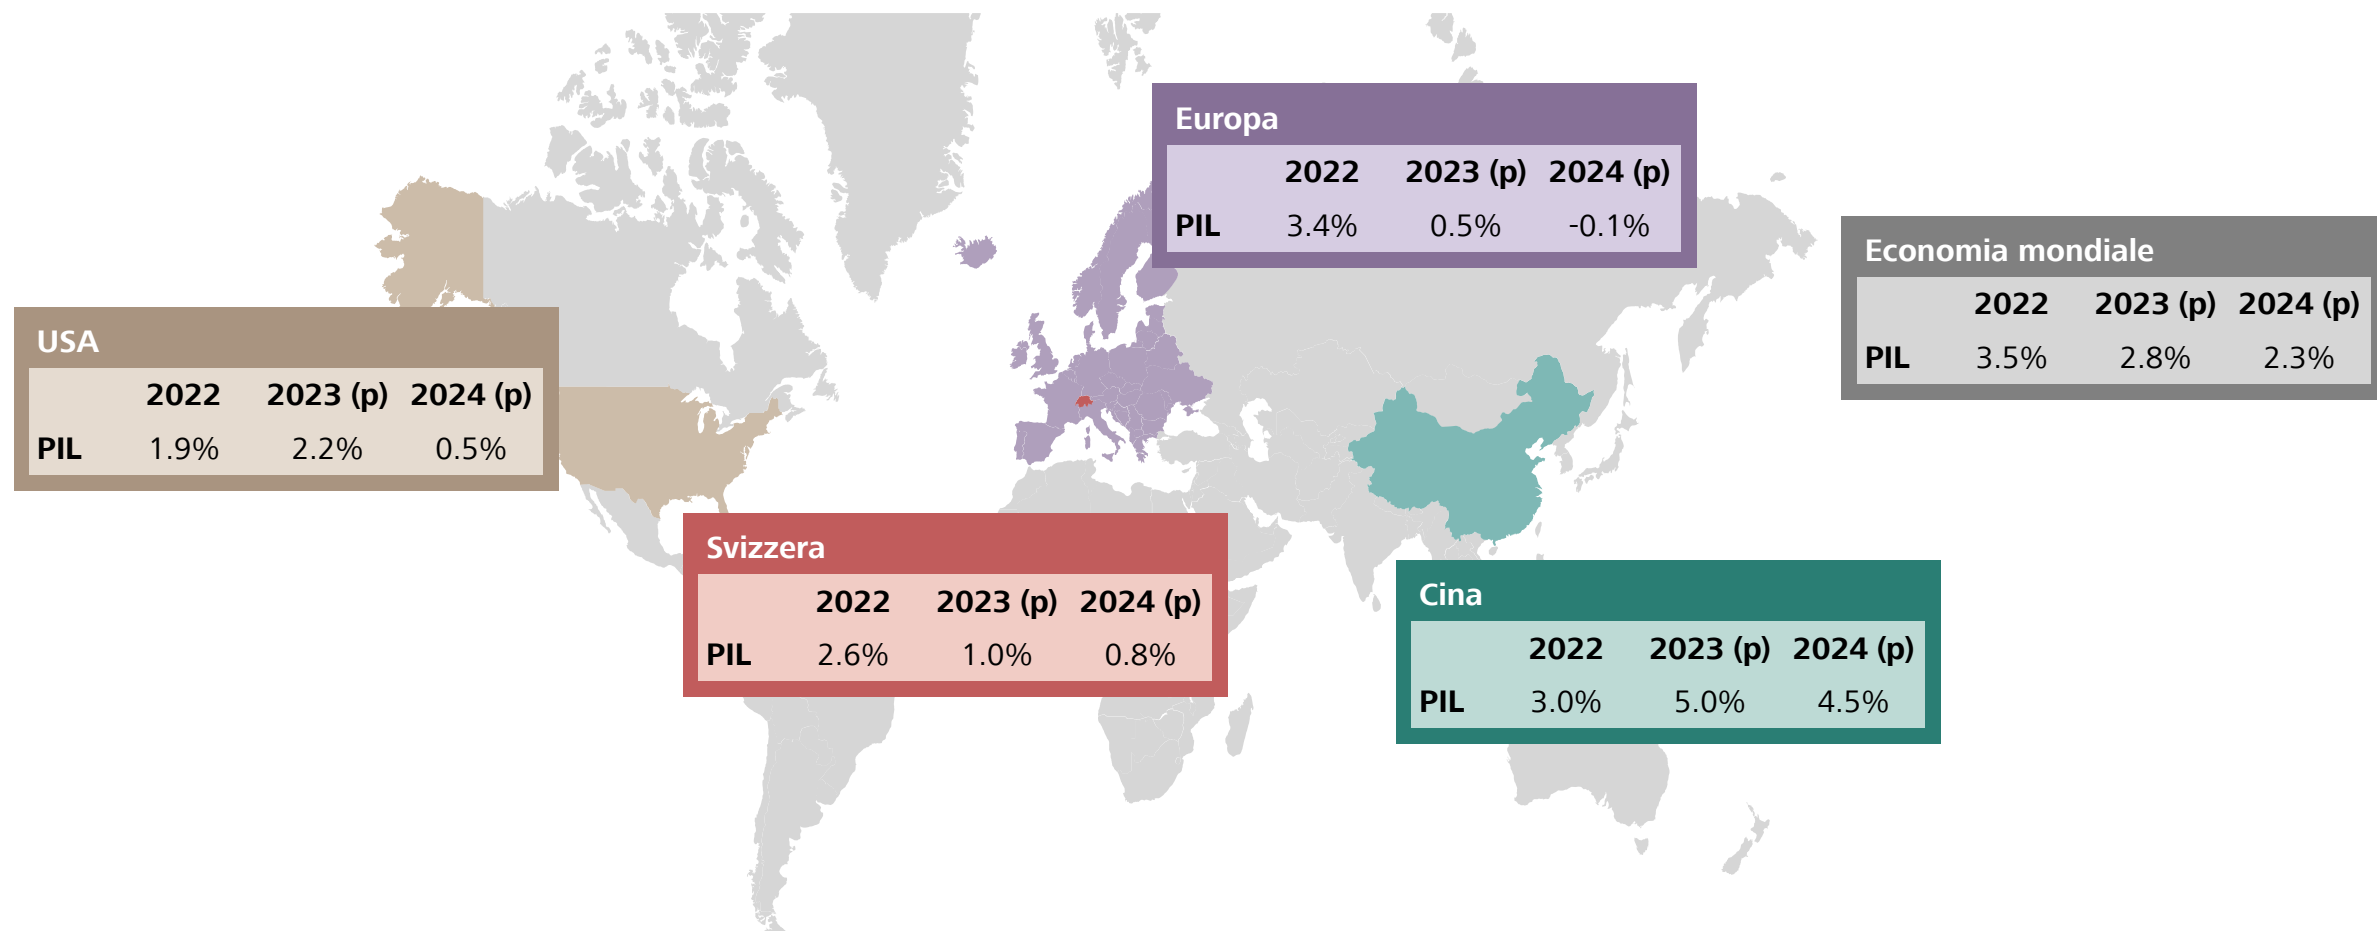 Europa
2022 2023 (p) 2024 (p)
PIL 3.4% 0.5% -0.1%
Economia mondiale
2022 2023 (p) 2024 (p)
PIL 3.5% 2.8% 2.3%
USA
2022 2023 (p) 2024 (p)
PIL 1.9% 2.2% 0.5%
Svizzera
2022 2023 (p) 2024 (p)
PIL 2.6% 1.0% 0.8%
Cina
2022 2023 (p) 2024 (p)
PIL 3.0% 5.0% 4.5%